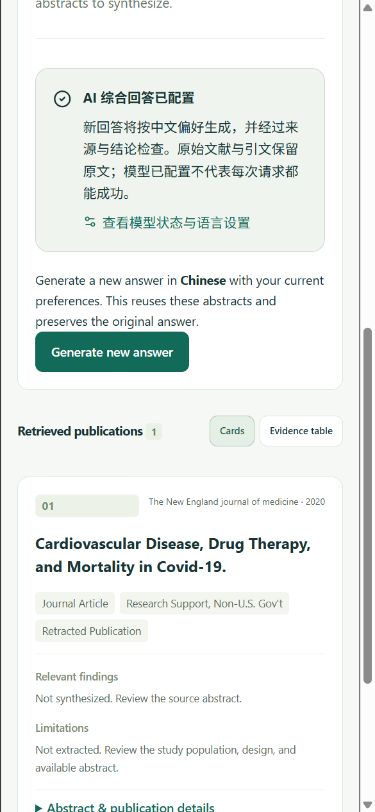 abstracts to synthesize.
AI 综合回答已配置
新回答将按中文偏好生成，并经过来
源与结论检查。原始文献与引文保留
原文；模型已配置不代表每次请求都
能成功。
查看模型状态与语言设置
Generate a new answer in Chinese with your current
preferences. This reuses these abstracts and
preserves the original answer.
Generate new answer
Retrieved publications 1
Cards
Evidence table
01
The New England journal of medicine · 2020
Cardiovascular Disease, Drug Therapy,
and Mortality in Covid-19.
Journal Article
Research Support, Non-U.S. Gov't
Retracted Publication
Relevant findings
Not synthesized. Review the source abstract.
Limitations
Not extracted. Review the study population, design, and
available abstract.
Abstract & publication details